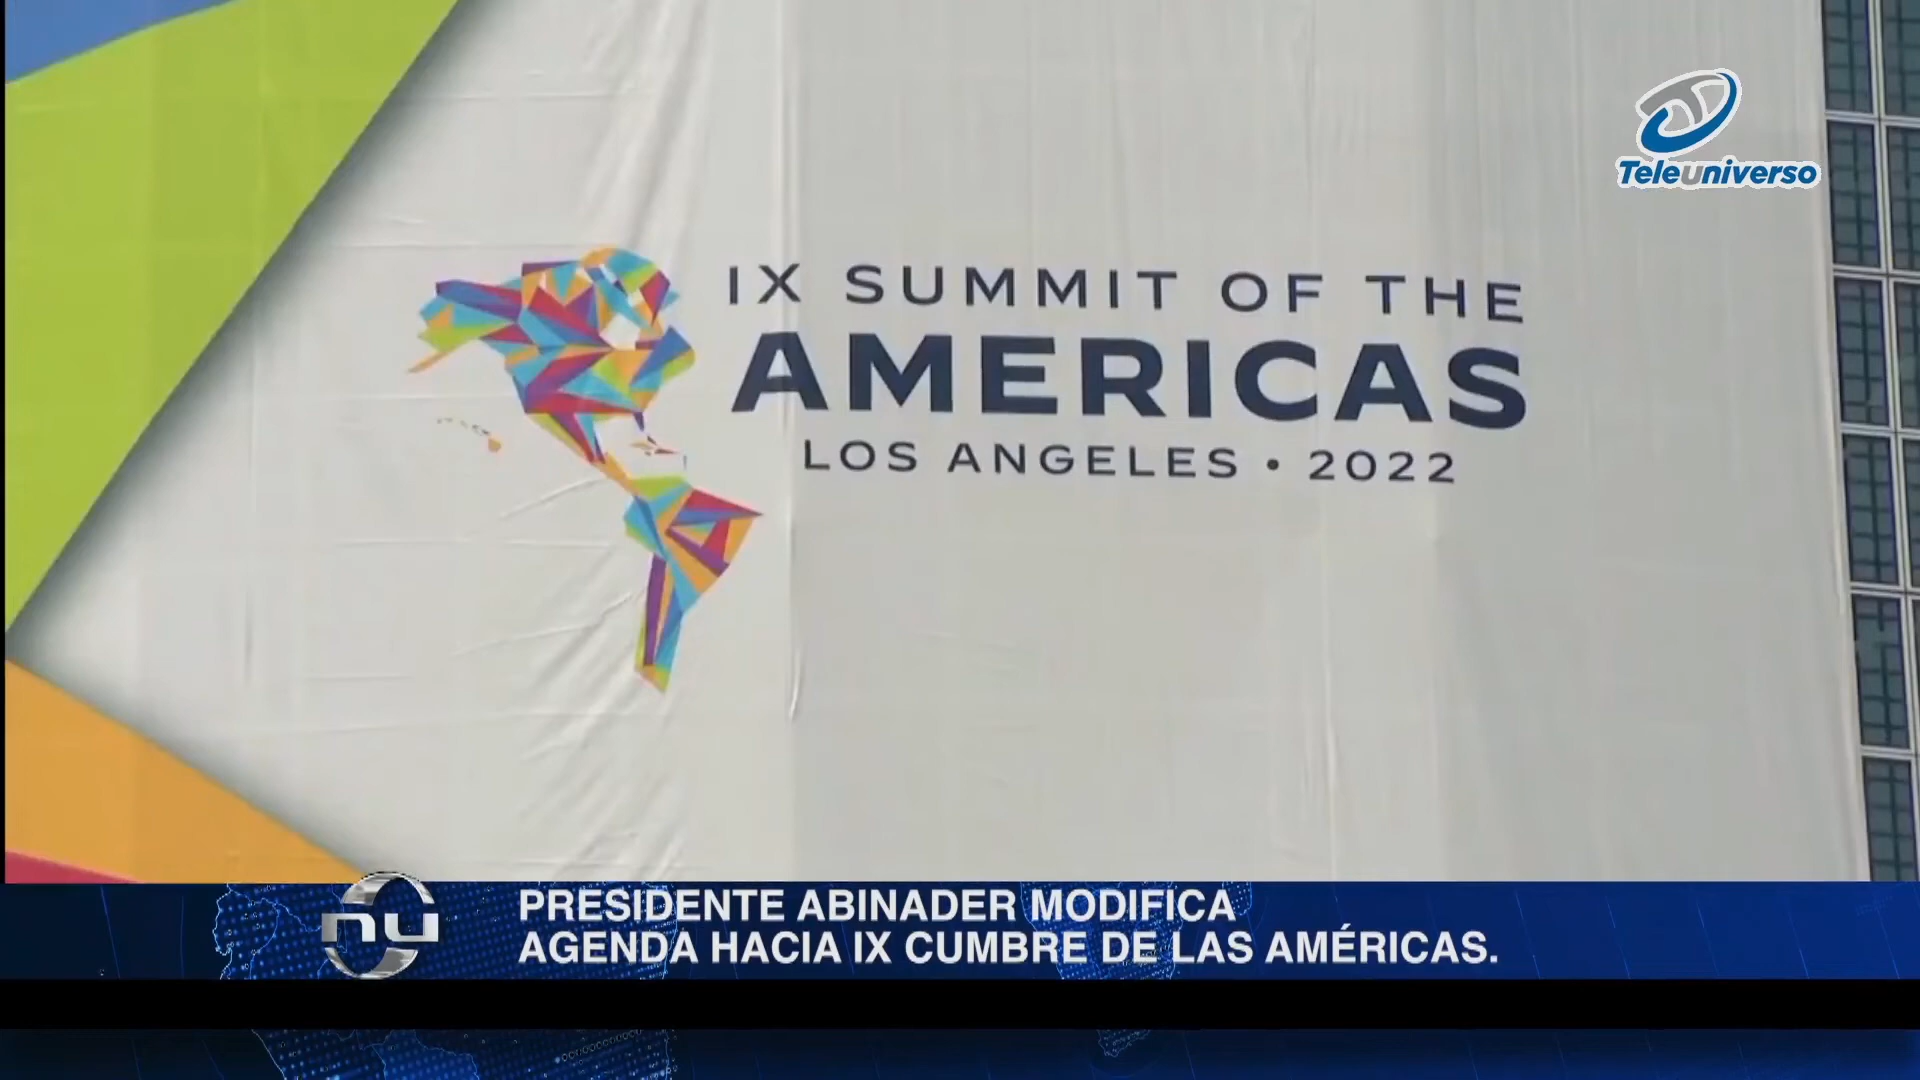 TeleUniverso
IX SUMMIT OF THE
AMERICAS
LOS ANGELES • 2022
nu
PRESIDENTE ABINADER MODIFICA
AGENDA HACIA IX CUMBRE DE LAS AMÉRICAS.